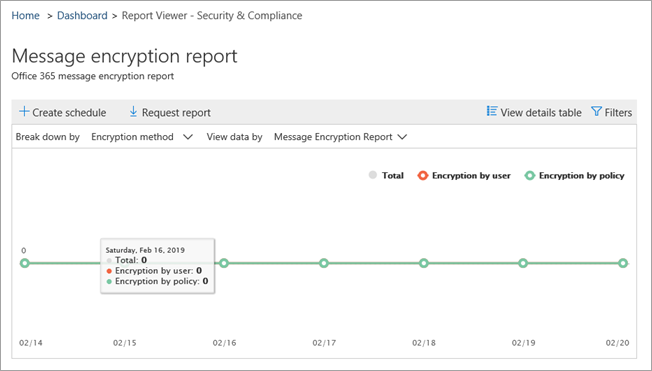 Home > Dashboard > Report Viewer - Security & Compliance
Message encryption report
Office 365 message encryption report
Create schedule Request report View details table Filters
Break down by Encryption method View data by Message Encryption Report
Total Encryption by user Encryption by policy
0
Saturday, Feb 16, 2019
Total: 0
Encryption by user: 0
Encryption by policy: 0
02/14 02/15 02/16 02/17 02/18 02/19 02/20